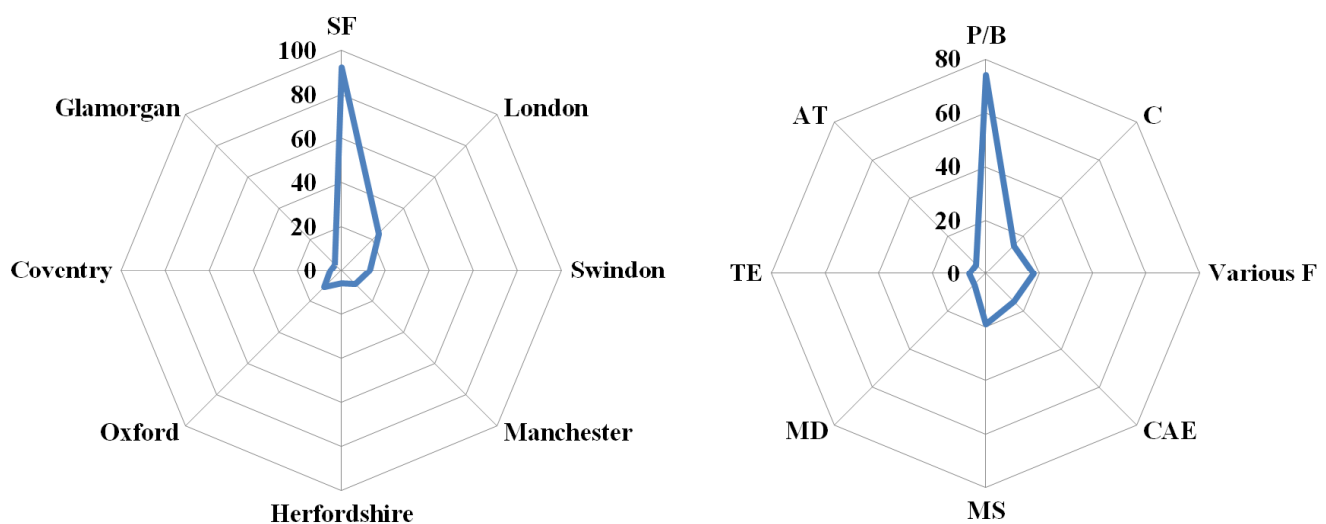 SF
100
80
60
40
20
0
London
Swindon
Manchester
Herfordshire
Oxford
Coventry
Glamorgan
P/B
80
60
40
20
0
C
Various F
CAE
MS
MD
TE
AT